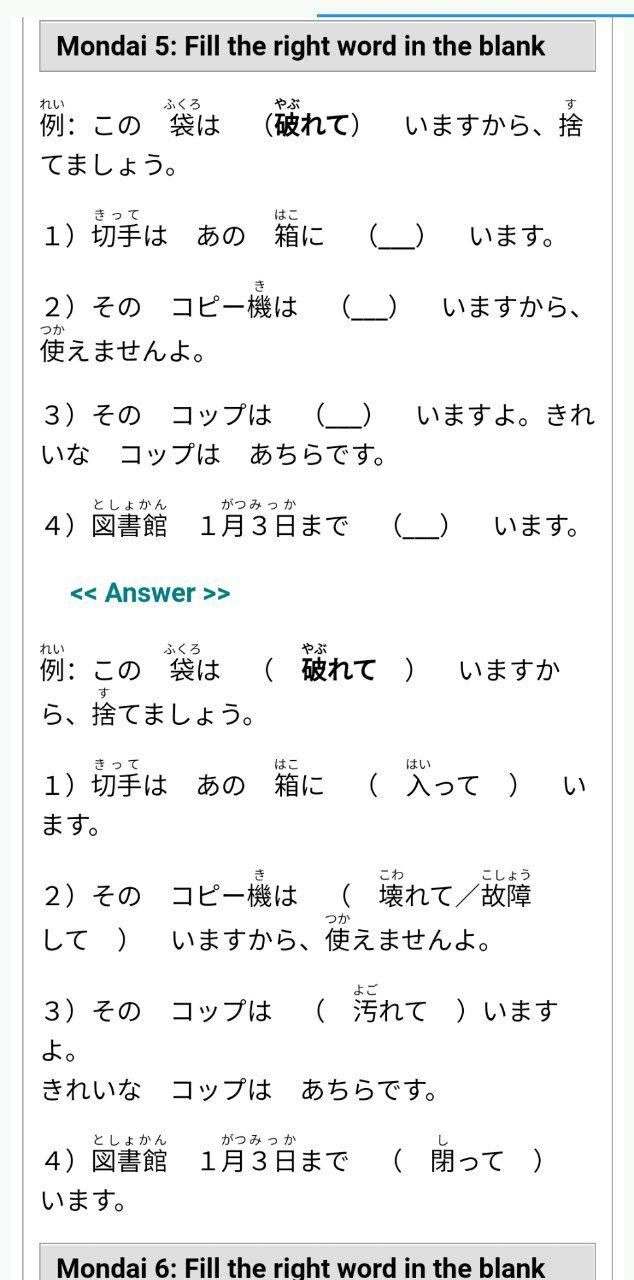 Mondai 5: Fill the right word in the blank
れい ふくろ やぶ す
例：この　袋は　（破れて）　いますから、捨
てましょう。
きって はこ
１）切手は　あの　箱に　（___）　います。
き
２）その　コピー機は　（___）　いますから、
つか
使えませんよ。
３）その　コップは　（___）　いますよ。きれ
いな　コップは　あちらです。
としょかん がつみっか
４）図書館　１月３日まで　（___）　います。
<< Answer >>
れい ふくろ やぶ
例：この　袋は　（　破れて　）　いますか
す
ら、捨てましょう。
きって はこ はい
１）切手は　あの　箱に　（　入って　）　い
ます。
き こわ こしょう
２）その　コピー機は　（　壊れて／故障
つか
して　）　いますから、使えませんよ。
よご
３）その　コップは　（　汚れて　）います
よ。
きれいな　コップは　あちらです。
としょかん がつみっか し
４）図書館　１月３日まで　（　閉って　）
います。
Mondai 6: Fill the right word in the blank